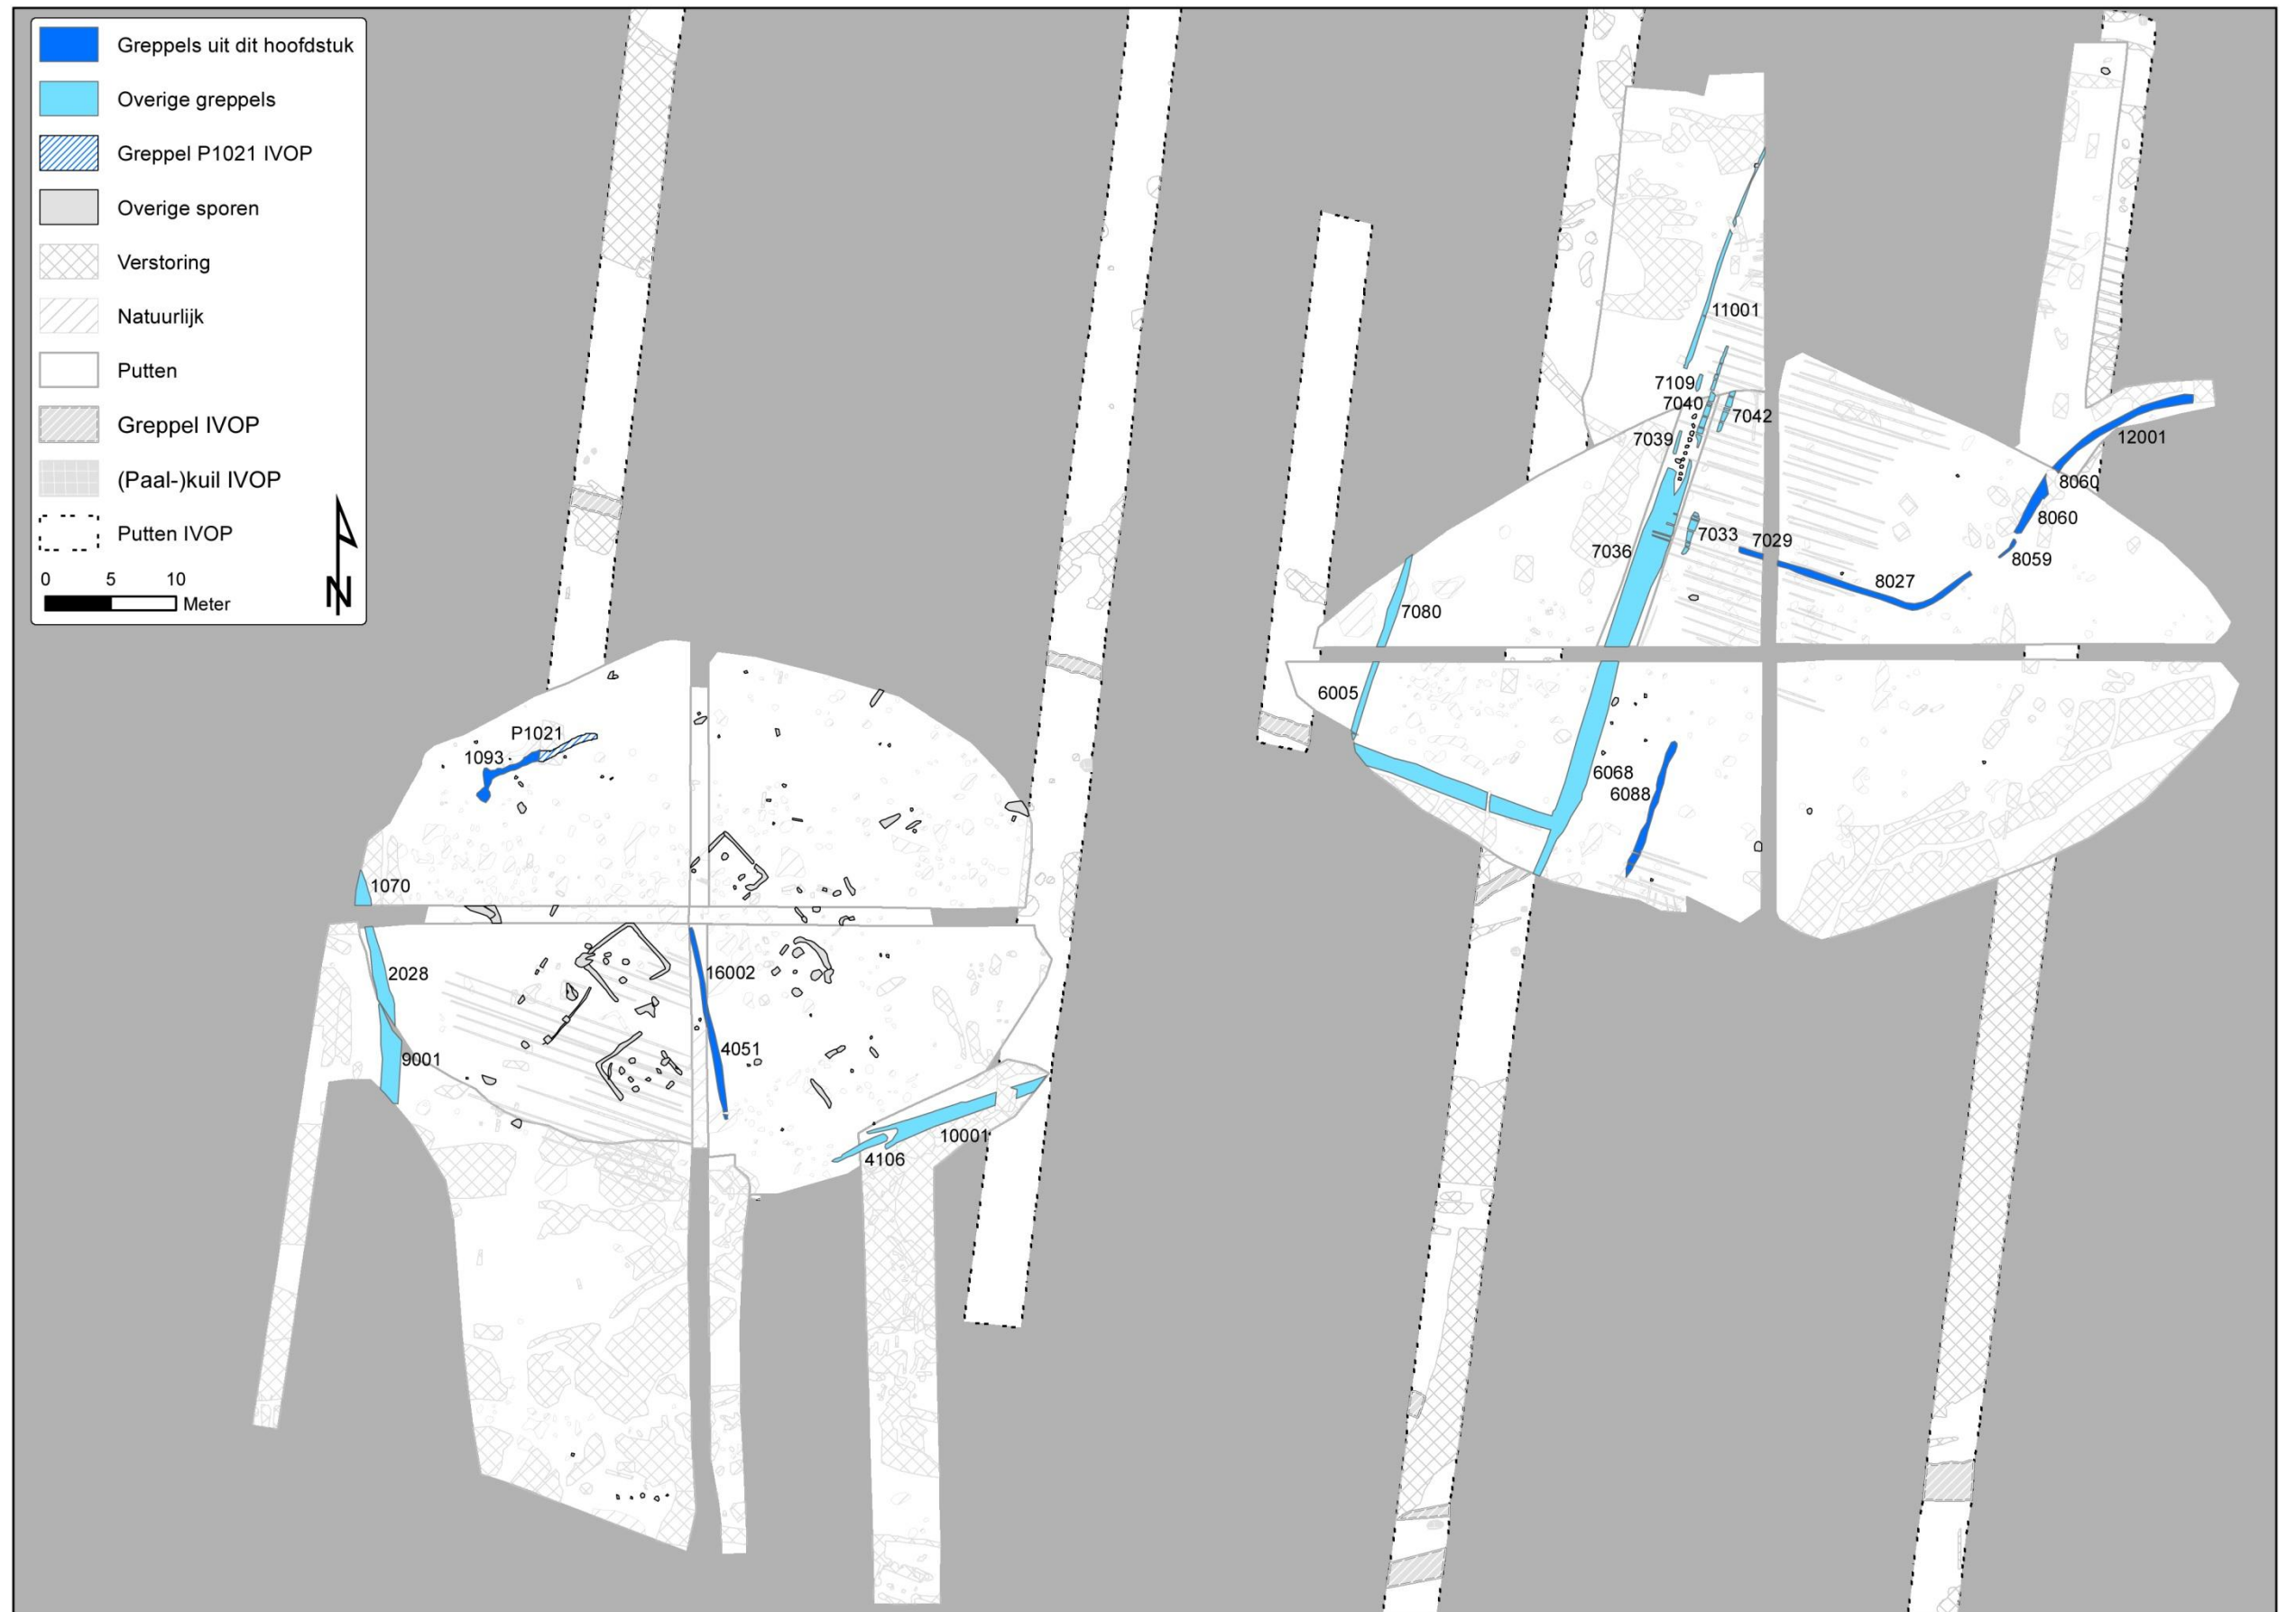 Greppels uit dit hoofdstuk
Overige greppels
Greppel P1021 IVOP
Overige sporen
Verstoring
Natuurlijk
Putten
Greppel IVOP
(Paal-)kuil IVOP
Putten IVOP
0 5 10
Meter
N
11001
7109
7040
7042
7039
12001
8060
8060
7033
7029
7036
8059
8027
7080
6005
P1021
1093
6068
6088
1070
2028
16002
4051
9001
10001
4106